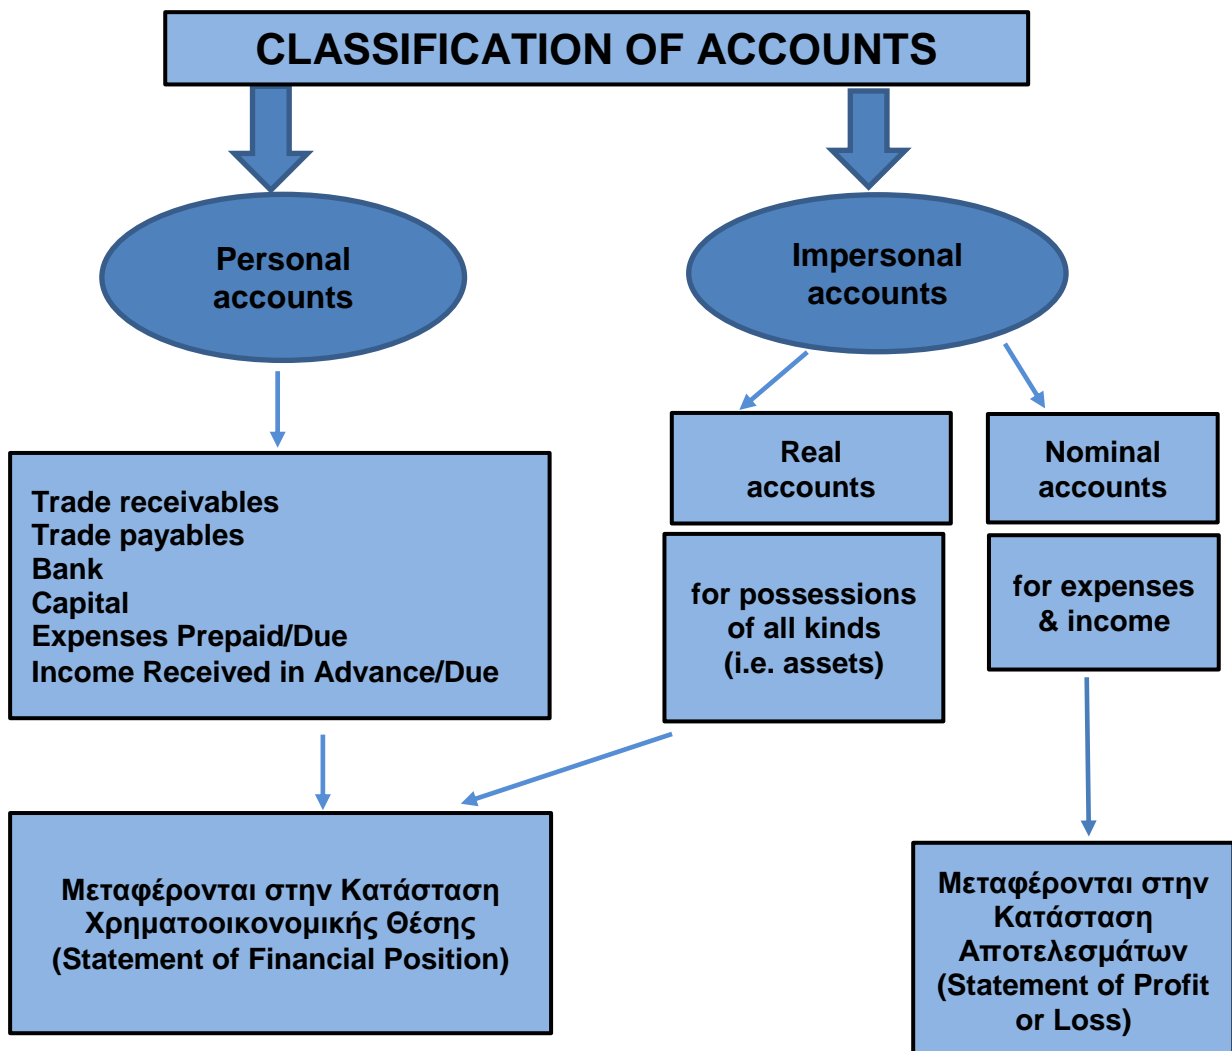 CLASSIFICATION OF ACCOUNTS
Personal
accounts
Impersonal
accounts
Real
accounts
Nominal
accounts
Trade receivables
Trade payables
Bank
Capital
Expenses Prepaid/Due
Income Received in Advance/Due
for possessions
of all kinds
(i.e. assets)
for expenses
& income
Μεταφέρονται στην Κατάσταση
Χρηματοοικονομικής Θέσης
(Statement of Financial Position)
Μεταφέρονται στην
Κατάσταση
Αποτελεσμάτων
(Statement of Profit
or Loss)